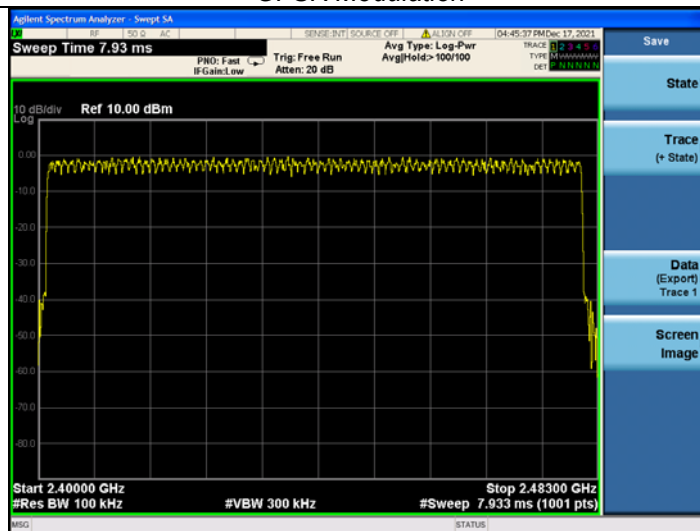 Agilent Spectrum Analyzer - Swept SA
RF 50 Ω AC SENSE:INT SOURCE OFF ALIGN OFF 04:45:37 PM Dec 17, 2021
Sweep Time 7.93 ms
PNO: Fast
IFGain:Low
Trig: Free Run
Atten: 20 dB
Avg Type: Log-Pwr
Avg|Hold:>100/100
TRACE 1 2 3 4 5 6
TYPE M
DET P N N N N N
Save
State
Trace
(+ State)
Data
(Export)
Trace 1
Screen
Image
10 dB/div Ref 10.00 dBm
Log
0.00
-10.0
-20.0
-30.0
-40.0
-50.0
-60.0
-70.0
-80.0
Start 2.40000 GHz Stop 2.48300 GHz
#Res BW 100 kHz #VBW 300 kHz #Sweep 7.933 ms (1001 pts)
MSG STATUS